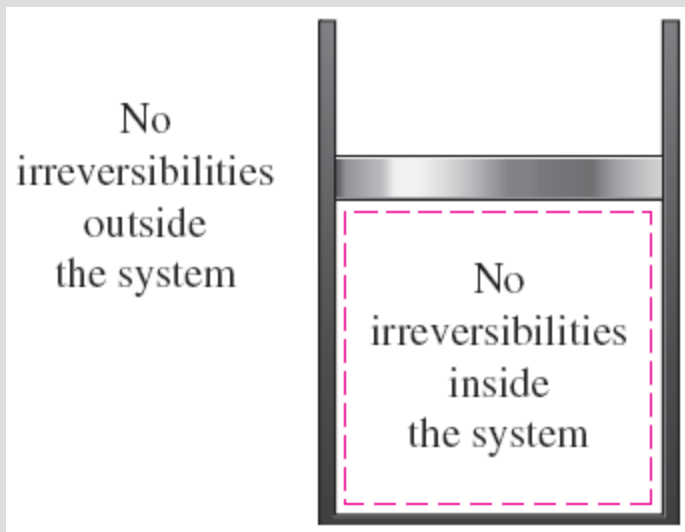 No
irreversibilities
outside
the system
No
irreversibilities
inside
the system